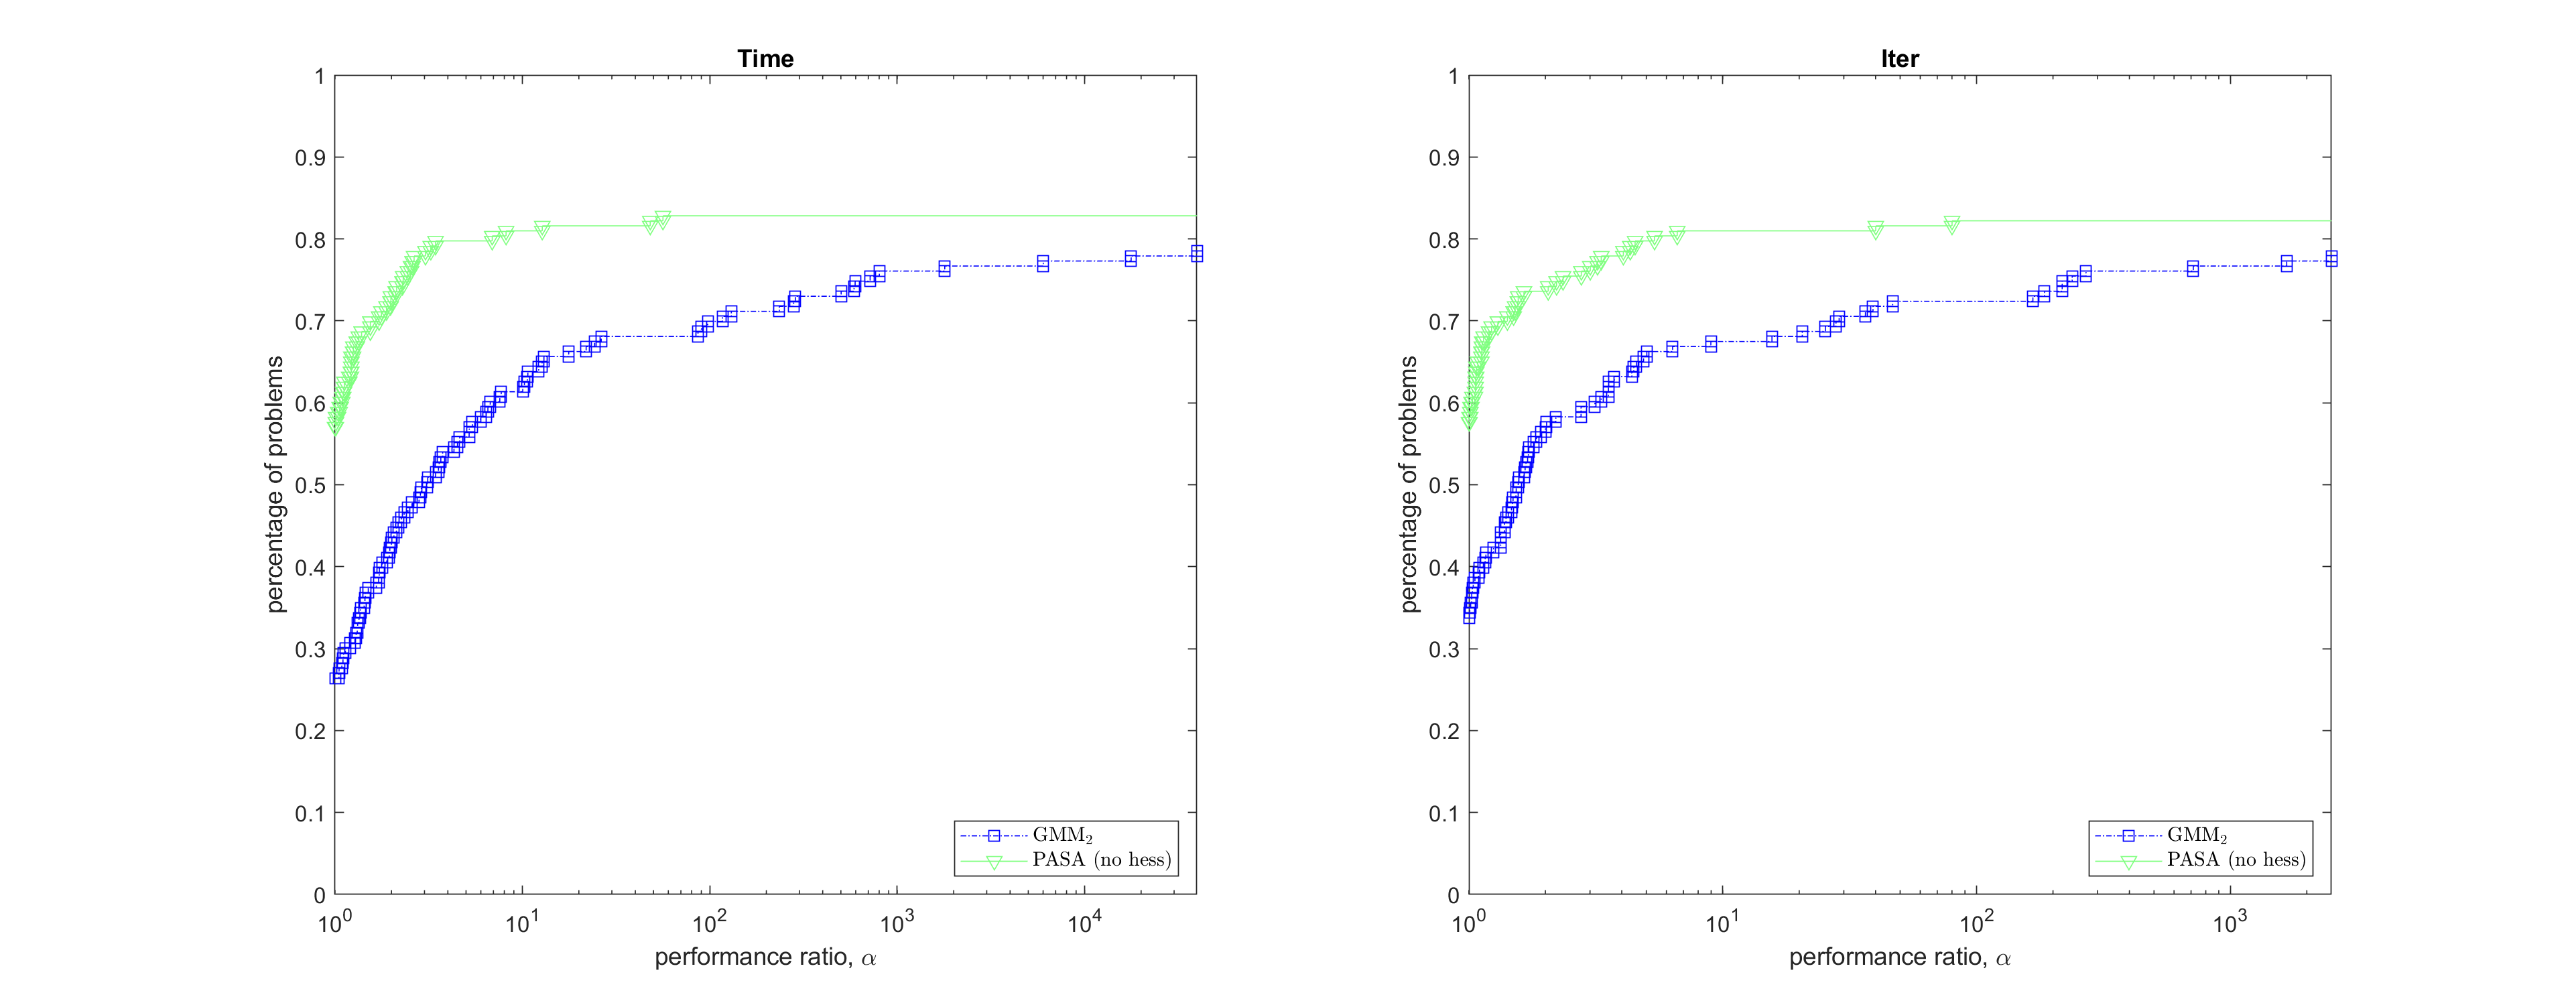 Time
1
0.9
0.8
0.7
0.6
0.5
0.4
0.3
0.2
0.1
0
percentage of problems
10^0 10^1 10^2 10^3 10^4
performance ratio, α
GMM_2
PASA (no hess)
Iter
1
0.9
0.8
0.7
0.6
0.5
0.4
0.3
0.2
0.1
0
percentage of problems
10^0 10^1 10^2 10^3
performance ratio, α
GMM_2
PASA (no hess)